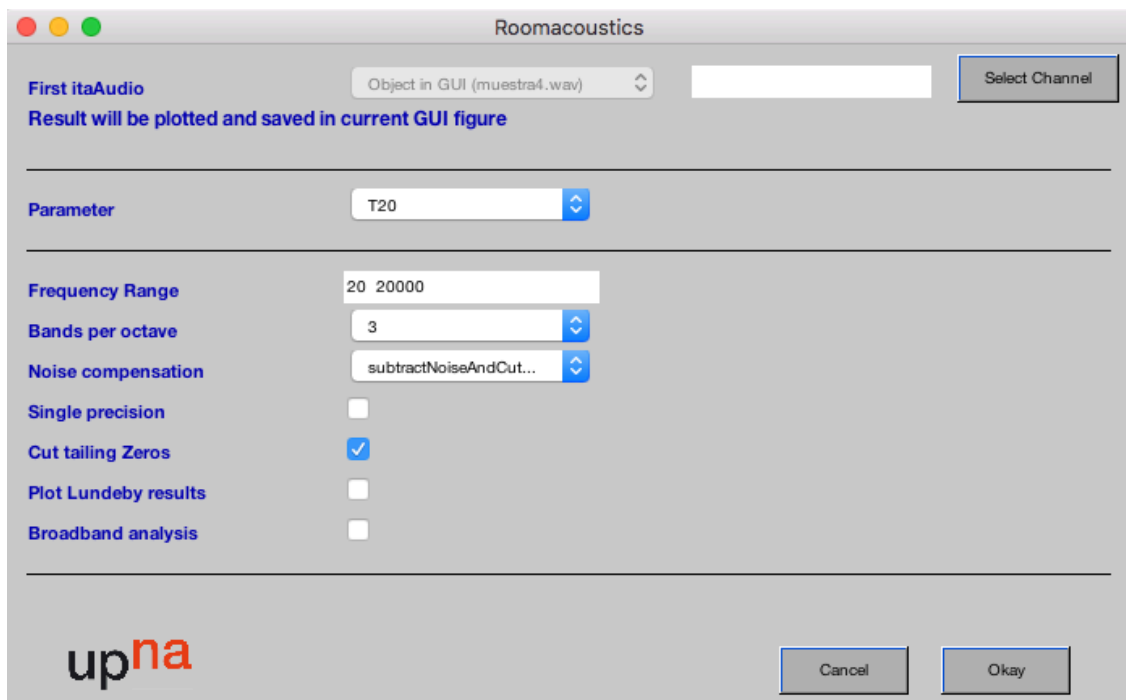 Roomacoustics
First itaAudio Object in GUI (muestra4.wav) Select Channel
Result will be plotted and saved in current GUI figure
Parameter T20
Frequency Range 20 20000
Bands per octave 3
Noise compensation subtractNoiseAndCut...
Single precision
Cut tailing Zeros
Plot Lundeby results
Broadband analysis
upna Cancel Okay